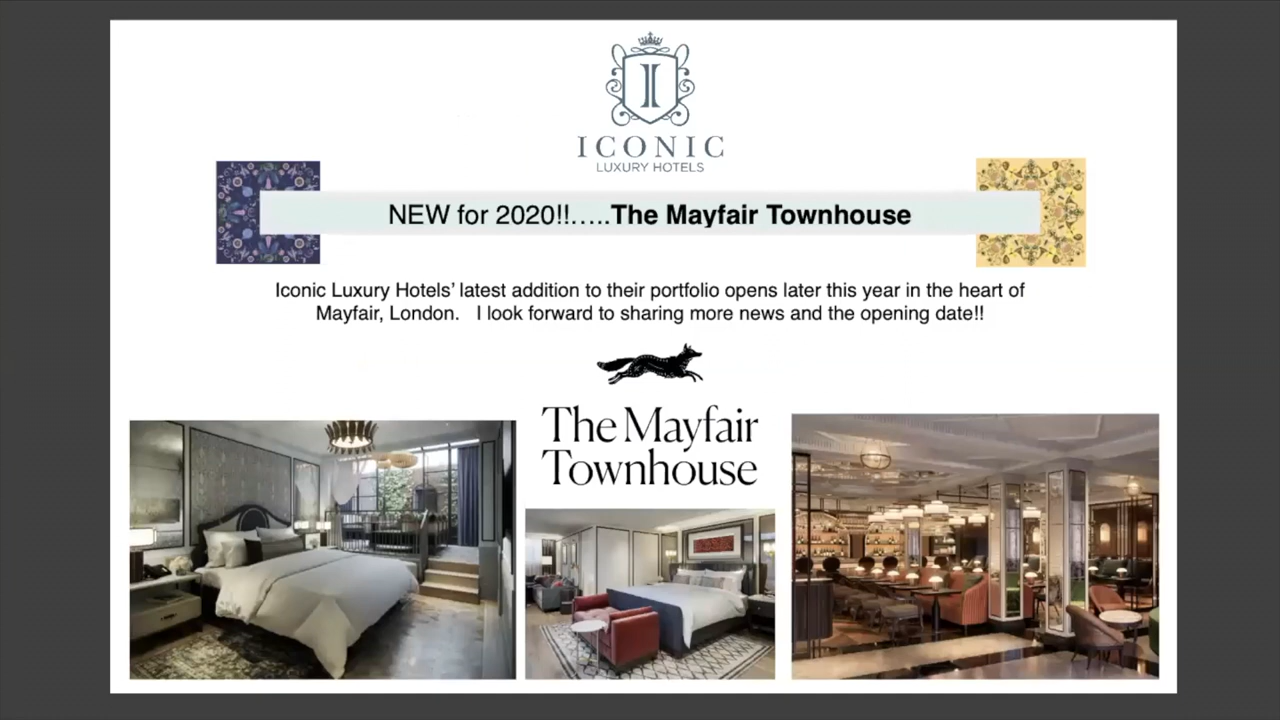 I
ICONIC
LUXURY HOTELS
NEW for 2020!!.....The Mayfair Townhouse
Iconic Luxury Hotels' latest addition to their portfolio opens later this year in the heart of
Mayfair, London. I look forward to sharing more news and the opening date!!
The Mayfair
Townhouse